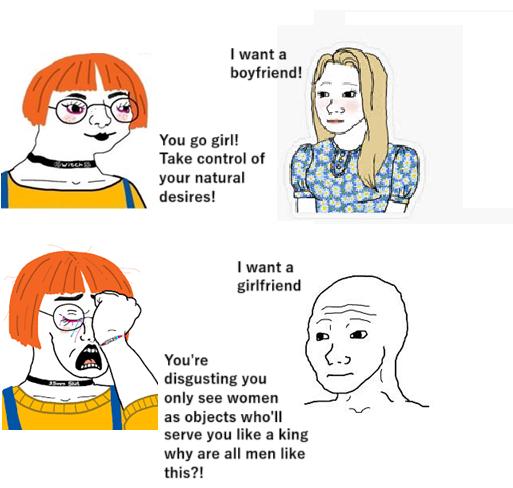 I want a
boyfriend!
You go girl!
Take control of
your natural
desires!
WITCH
I want a
girlfriend
You're
disgusting you
only see women
as objects who'll
serve you like a king
why are all men like
this?!